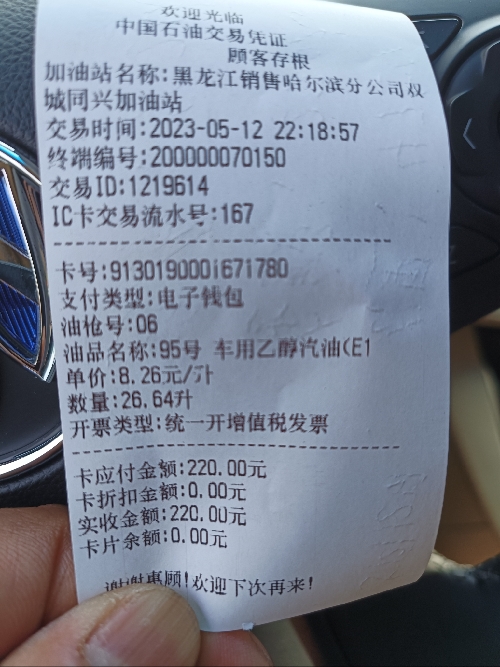 欢迎光临
中国石油交易凭证
顾客存根
加油站名称:黑龙江销售哈尔滨分公司双
城同兴加油站
交易时间:2023-05-12 22:18:57
终端编号:200000070150
交易ID:1219614
IC卡交易流水号:167
卡号:9130190001671780
支付类型:电子钱包
油枪号:06
油品名称:95号 车用乙醇汽油(E1
单价:8.26元/升
数量:26.64升
开票类型:统一开增值税发票
卡应付金额:220.00元
卡折扣金额:0.00元
实收金额:220.00元
卡片余额:0.00元
谢谢惠顾!欢迎下次再来!